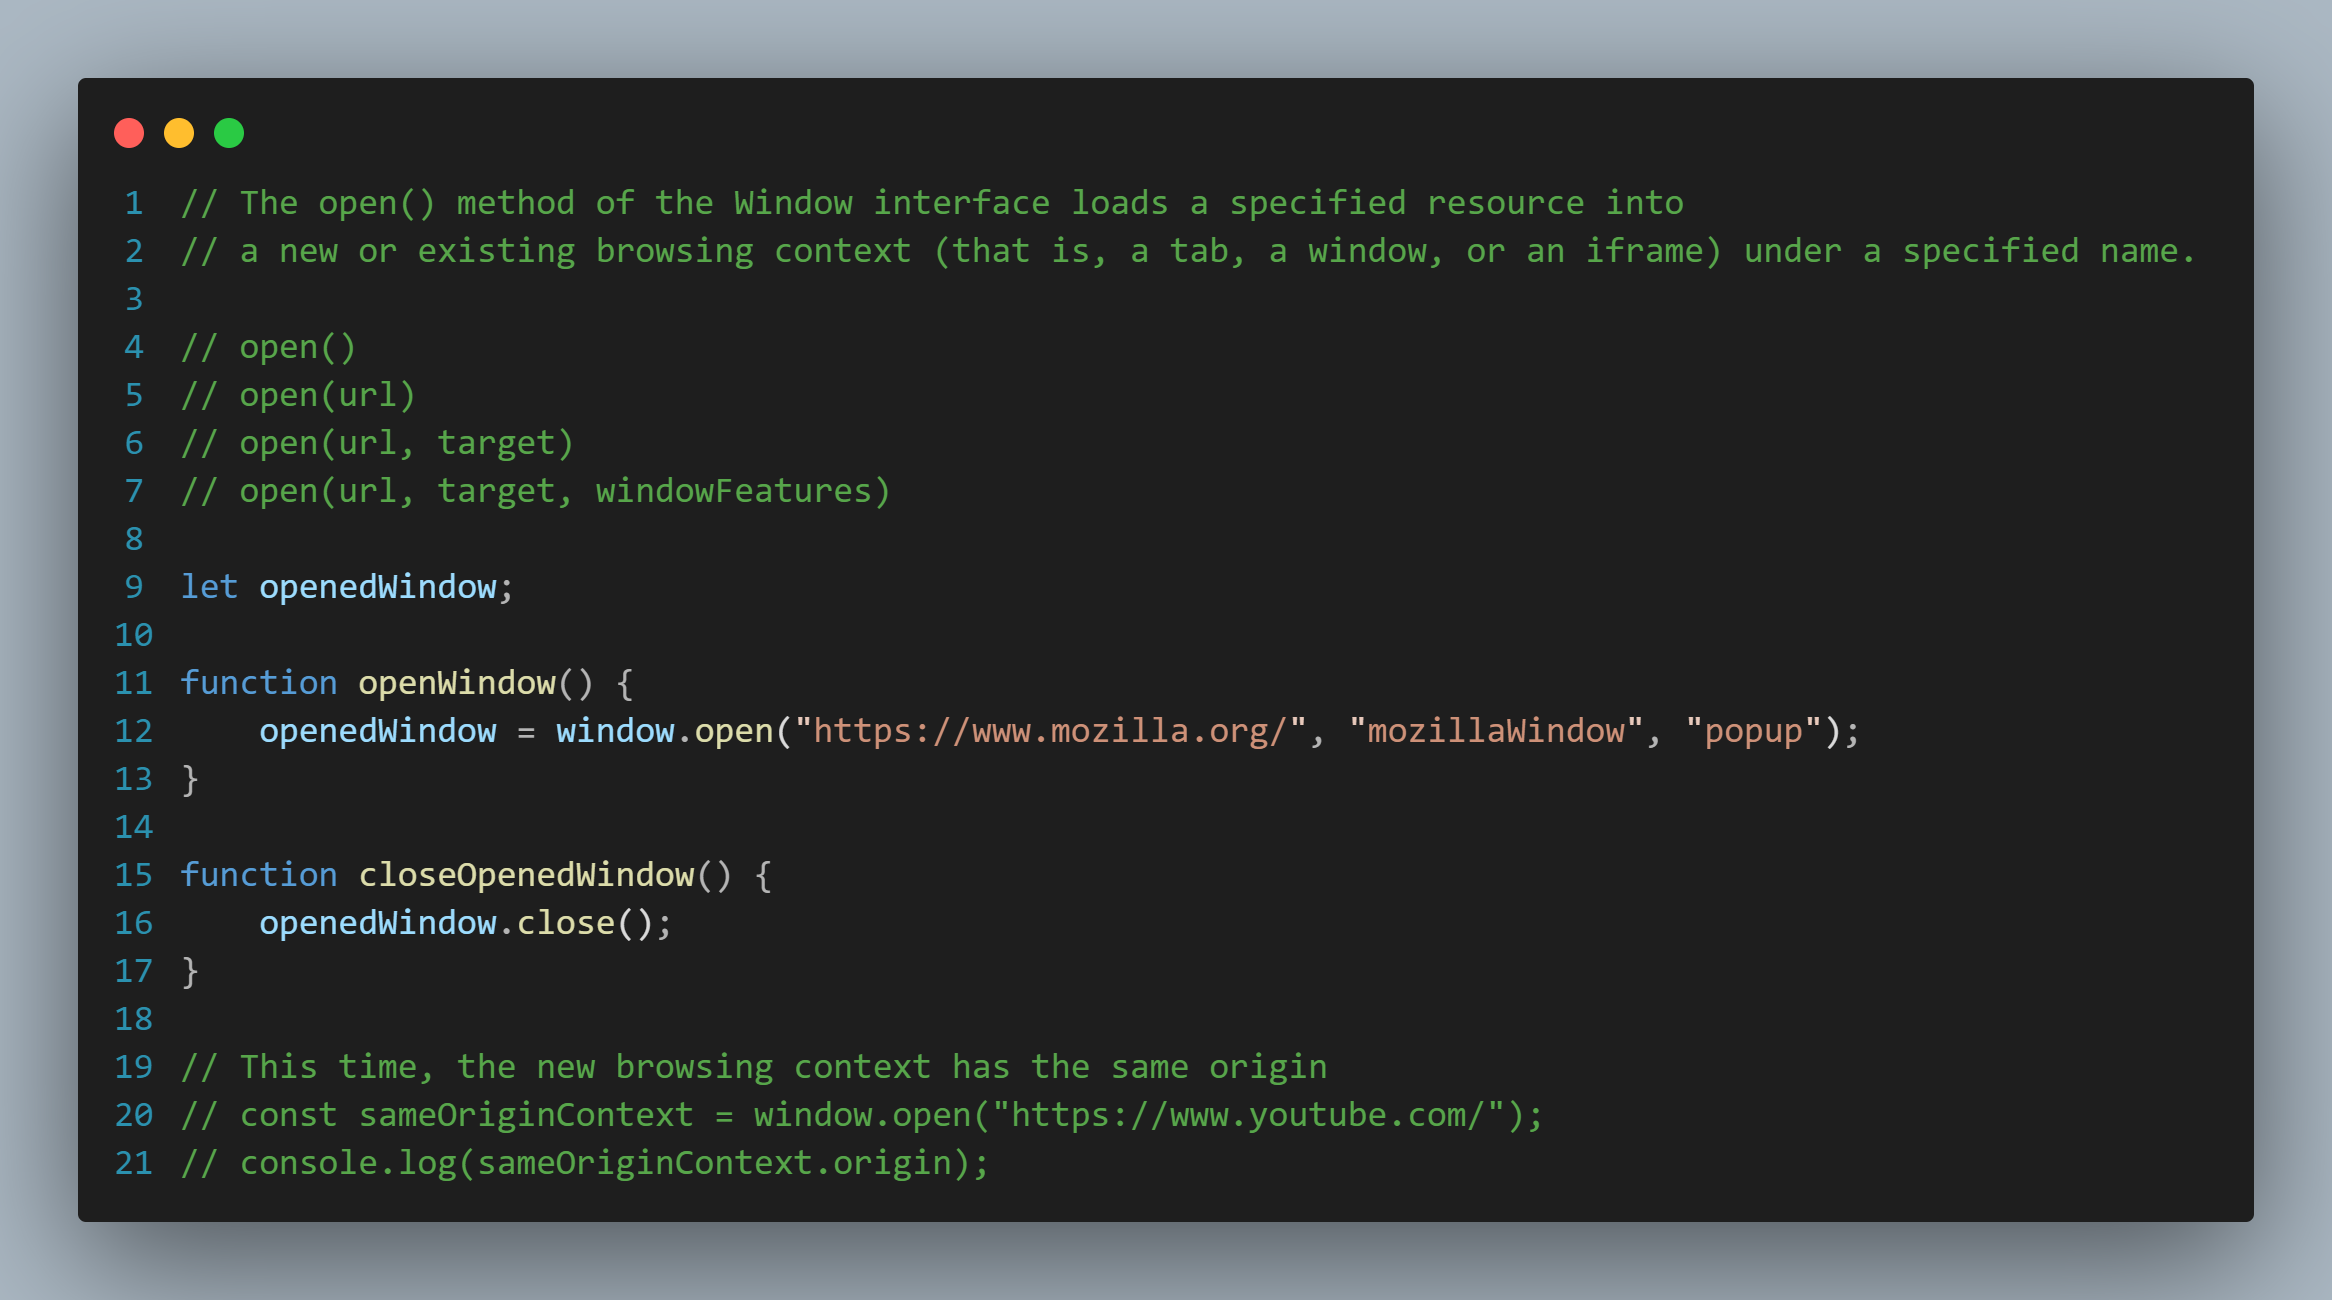 1 // The open() method of the Window interface loads a specified resource into
2 // a new or existing browsing context (that is, a tab, a window, or an iframe) under a specified name.
3
4 // open()
5 // open(url)
6 // open(url, target)
7 // open(url, target, windowFeatures)
8
9 let openedWindow;
10
11 function openWindow() {
12     openedWindow = window.open("https://www.mozilla.org/", "mozillaWindow", "popup");
13 }
14
15 function closeOpenedWindow() {
16     openedWindow.close();
17 }
18
19 // This time, the new browsing context has the same origin
20 // const sameOriginContext = window.open("https://www.youtube.com/");
21 // console.log(sameOriginContext.origin);